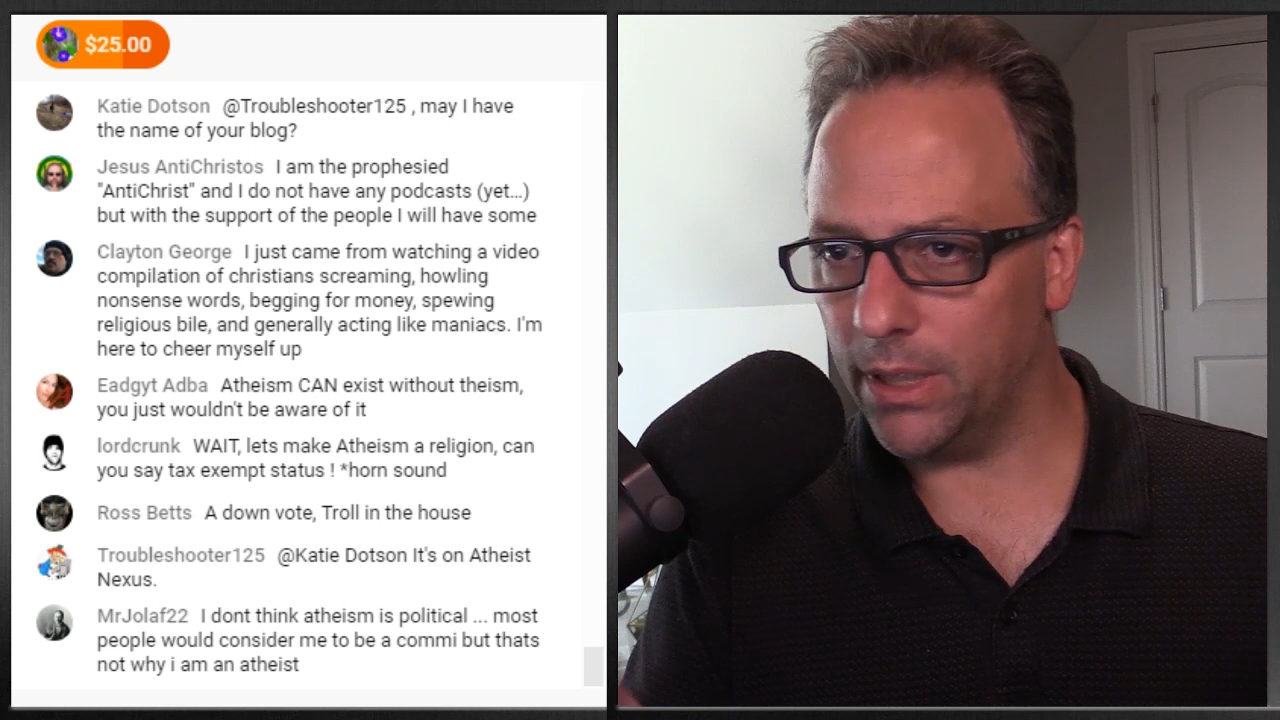 $25.00
Katie Dotson @Troubleshooter125 , may I have
the name of your blog?
Jesus AntiChristos I am the prophesied
"AntiChrist" and I do not have any podcasts (yet...)
but with the support of the people I will have some
Clayton George I just came from watching a video
compilation of christians screaming, howling
nonsense words, begging for money, spewing
religious bile, and generally acting like maniacs. I'm
here to cheer myself up
Eadgyt Adba Atheism CAN exist without theism,
you just wouldn't be aware of it
lordcrunk WAIT, lets make Atheism a religion, can
you say tax exempt status ! *horn sound
Ross Betts A down vote, Troll in the house
Troubleshooter125 @Katie Dotson It's on Atheist
Nexus.
MrJolaf22 I dont think atheism is political ... most
people would consider me to be a commi but thats
not why i am an atheist